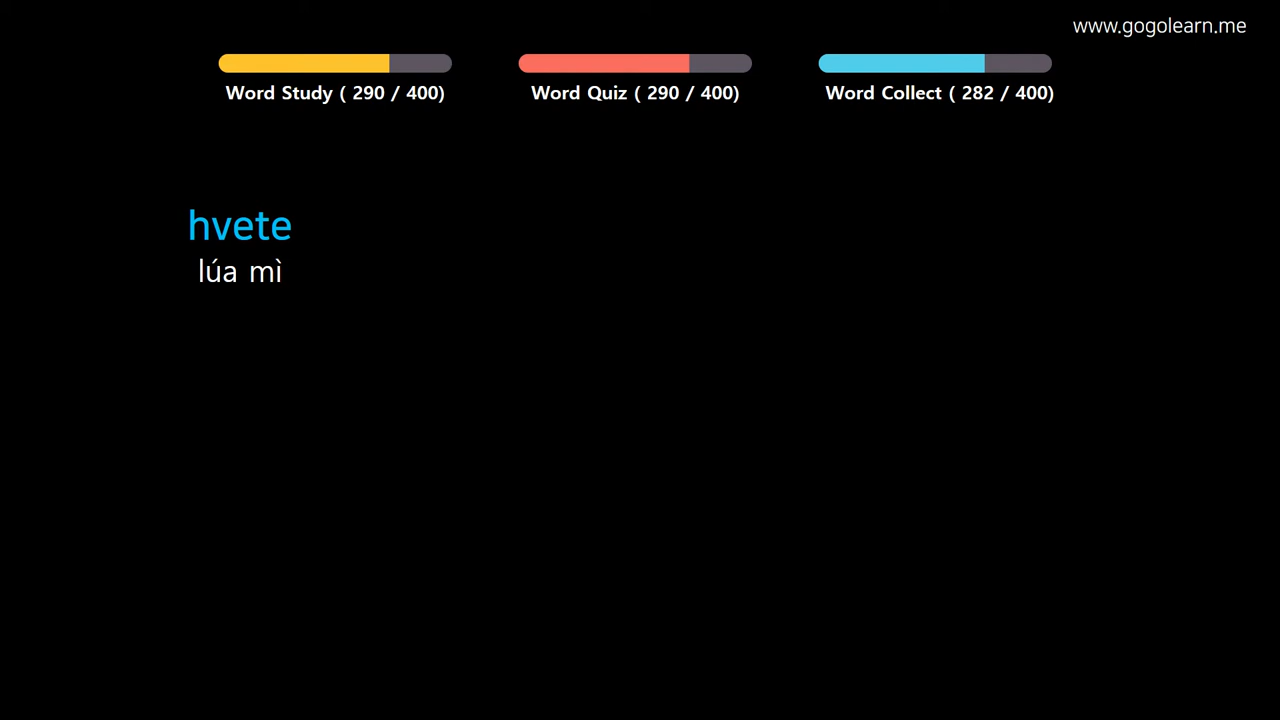 www.gogolearn.me
Word Study ( 290 / 400)
Word Quiz ( 290 / 400)
Word Collect ( 282 / 400)
hvete
lúa mì